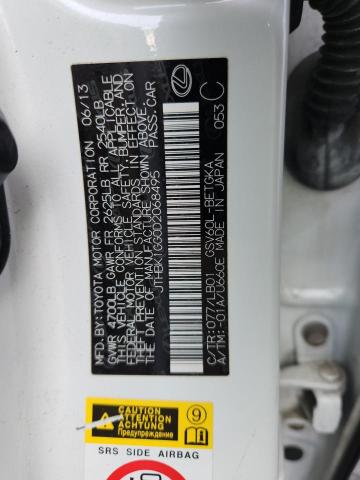 MFD.BY:TOYOTA MOTOR CORPORATION 06/13
GVWR 4700LB GAWR FR 2625LB RR 2540LB
THIS VEHICLE CONFORMS TO ALL APPLICABLE
FEDERAL MOTOR VEHICLE SAFETY, BUMPER, AND
THEFT PREVENTION STANDARDS IN EFFECT ON
THE DATE OF MANUFACTURE SHOWN ABOVE.
JTHBK1GG0D2068495 PASS.CAR
C/TR:077/LB01 GSV60L-BETGKA
A/TM:-01A/U660E MADE IN JAPAN 053 C
CAUTION
ATTENTION
ACHTUNG
Предупреждение
9
SRS SIDE AIRBAG